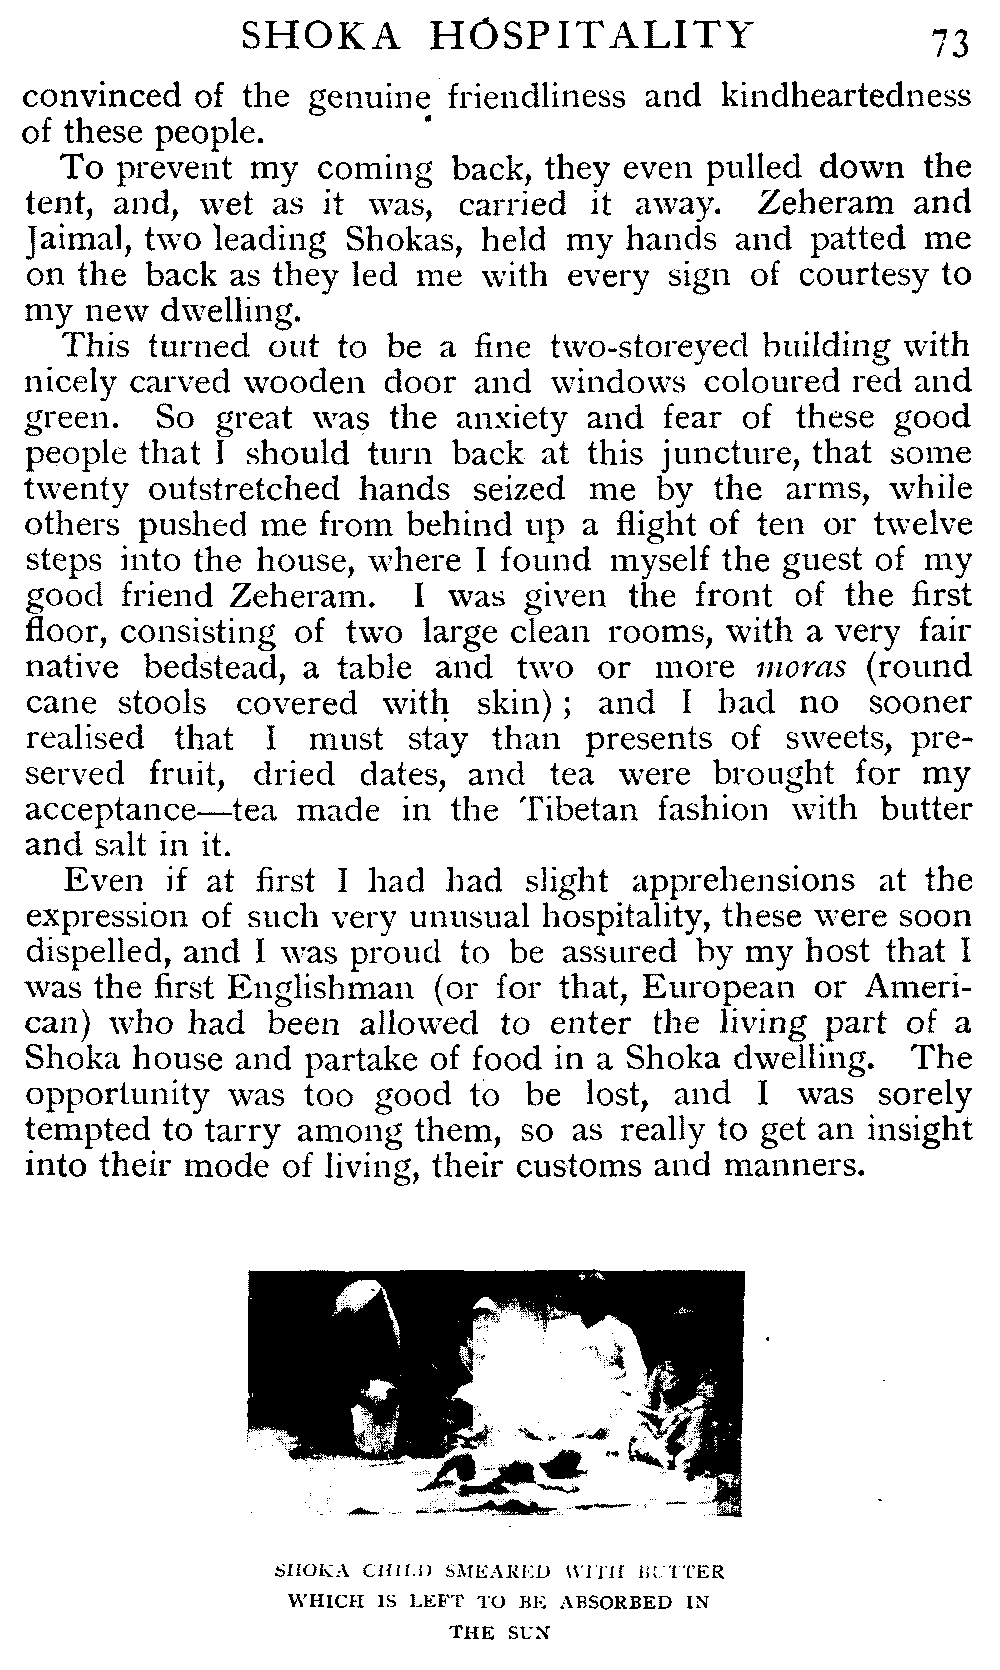 SHOKA HOSPITALITY 73
convinced of the genuine friendliness and kindheartedness
of these people.
To prevent my coming back, they even pulled down the
tent, and, wet as it was, carried it away. Zeheram and
Jaimal, two leading Shokas, held my hands and patted me
on the back as they led me with every sign of courtesy to
my new dwelling.
This turned out to be a fine two-storeyed building with
nicely carved wooden door and windows coloured red and
green. So great was the anxiety and fear of these good
people that I should turn back at this juncture, that some
twenty outstretched hands seized me by the arms, while
others pushed me from behind up a flight of ten or twelve
steps into the house, where I found myself the guest of my
good friend Zeheram. I was given the front of the first
floor, consisting of two large clean rooms, with a very fair
native bedstead, a table and two or more moras (round
cane stools covered with skin) ; and I had no sooner
realised that I must stay than presents of sweets, pre-
served fruit, dried dates, and tea were brought for my
acceptance—tea made in the Tibetan fashion with butter
and salt in it.
Even if at first I had had slight apprehensions at the
expression of such very unusual hospitality, these were soon
dispelled, and I was proud to be assured by my host that I
was the first Englishman (or for that, European or Ameri-
can) who had been allowed to enter the living part of a
Shoka house and partake of food in a Shoka dwelling. The
opportunity was too good to be lost, and I was sorely
tempted to tarry among them, so as really to get an insight
into their mode of living, their customs and manners.
SHOKA CHILD SMEARED WITH BUTTER
WHICH IS LEFT TO BE ABSORBED IN
THE SUN